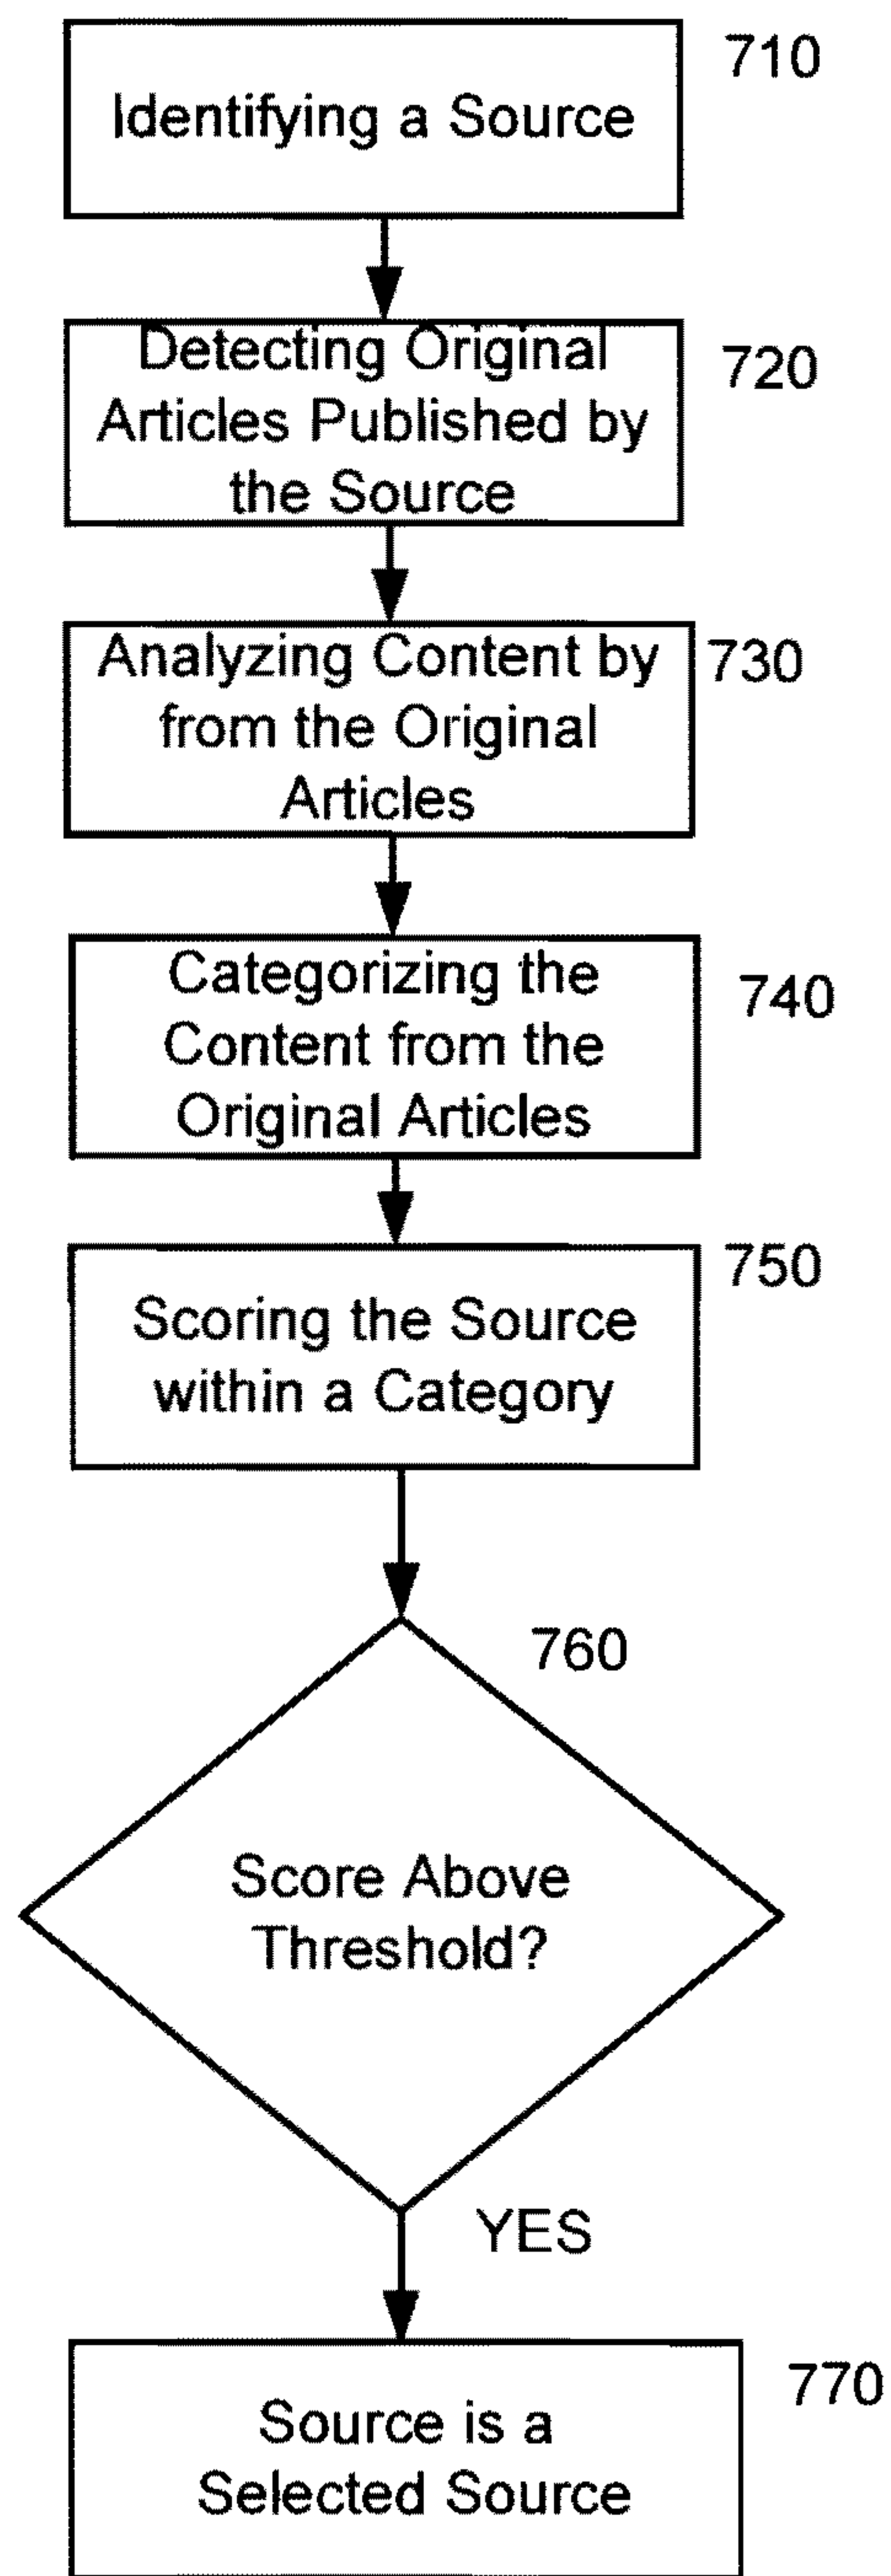 710
Identifying a Source
720
Detecting Original
Articles Published by
the Source
730
Analyzing Content by
from the Original
Articles
740
Categorizing the
Content from the
Original Articles
750
Scoring the Source
within a Category
760
Score Above
Threshold?
YES
770
Source is a
Selected Source